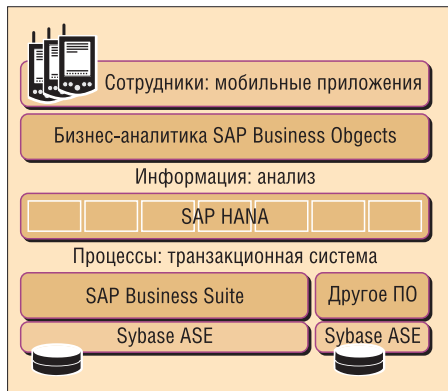 Сотрудники: мобильные приложения
Бизнес-аналитика SAP Business Obgects
Информация: анализ
SAP HANA
Процессы: транзакционная система
SAP Business Suite
Другое ПО
Sybase ASE
Sybase ASE